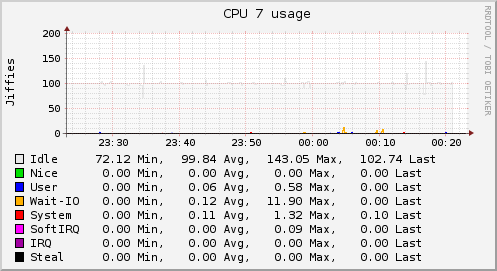 CPU 7 usage
RRDTOOL / TOBI OETIKER
Jiffies
200
150
100
50
0
23:30 23:40 23:50 00:00 00:10 00:20
Idle 72.12 Min, 99.84 Avg, 143.05 Max, 102.74 Last
Nice 0.00 Min, 0.00 Avg, 0.00 Max, 0.00 Last
User 0.00 Min, 0.06 Avg, 0.58 Max, 0.00 Last
Wait-IO 0.00 Min, 0.12 Avg, 11.90 Max, 0.00 Last
System 0.00 Min, 0.11 Avg, 1.32 Max, 0.10 Last
SoftIRQ 0.00 Min, 0.00 Avg, 0.09 Max, 0.00 Last
IRQ 0.00 Min, 0.00 Avg, 0.00 Max, 0.00 Last
Steal 0.00 Min, 0.00 Avg, 0.00 Max, 0.00 Last